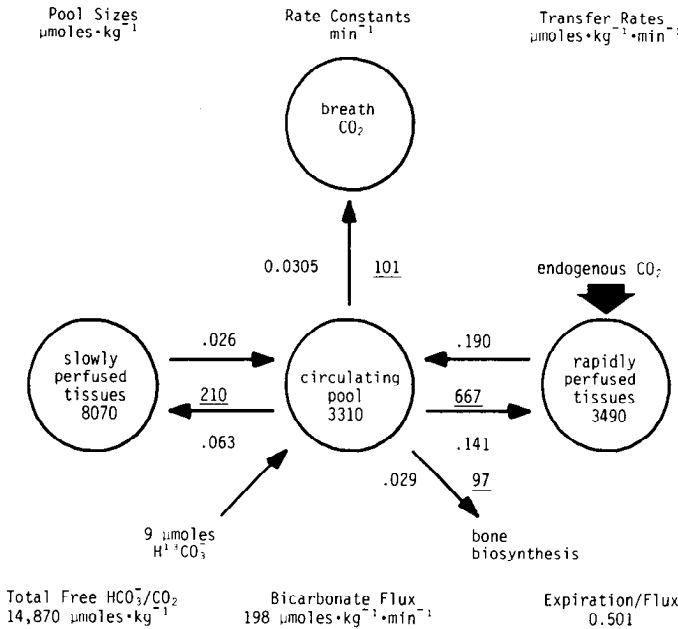 Pool Sizes
μmoles·kg⁻¹
Rate Constants
min⁻¹
Transfer Rates
μmoles·kg⁻¹·min⁻¹
breath
CO₂
0.0305
101
endogenous CO₂
slowly
perfused
tissues
8070
.026
210
.063
circulating
pool
3310
.190
667
.141
rapidly
perfused
tissues
3490
.029
97
9 μmoles
H¹³CO₃⁻
bone
biosynthesis
Total Free HCO₃⁻/CO₂
14,870 μmoles·kg⁻¹
Bicarbonate Flux
198 μmoles·kg⁻¹·min⁻¹
Expiration/Flux
0.501